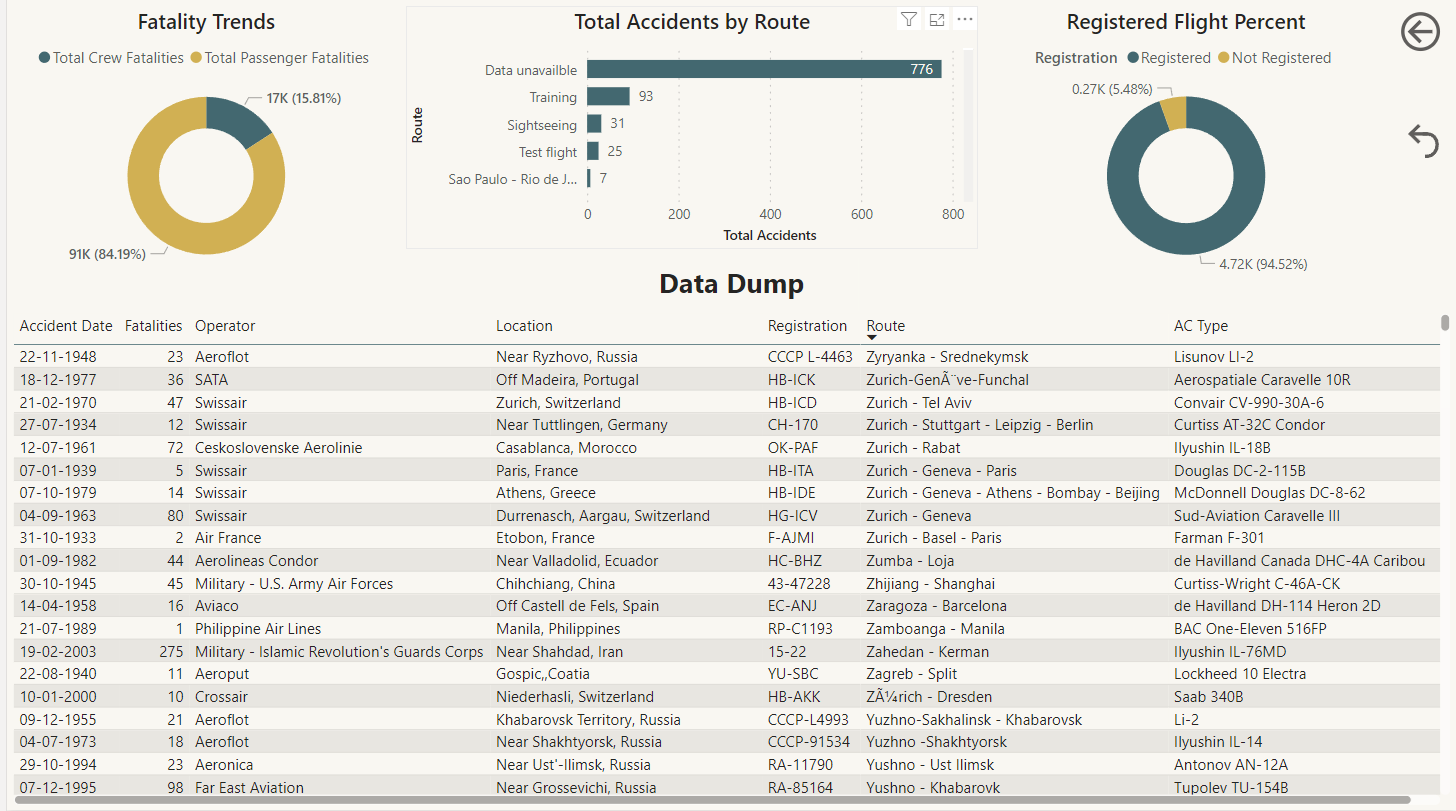 Fatality Trends
Total Crew Fatalities Total Passenger Fatalities
17K (15.81%)
91K (84.19%)
Total Accidents by Route
Route
Data unavailble 776
Training 93
Sightseeing 31
Test flight 25
Sao Paulo - Rio de J... 7
0 200 400 600 800
Total Accidents
Registered Flight Percent
Registration Registered Not Registered
0.27K (5.48%)
4.72K (94.52%)
Data Dump
Accident Date Fatalities Operator Location Registration Route AC Type
22-11-1948 23 Aeroflot Near Ryzhovo, Russia CCCP L-4463 Zyryanka - Srednekymsk Lisunov LI-2
18-12-1977 36 SATA Off Madeira, Portugal HB-ICK Zurich-GenÃ¨ve-Funchal Aerospatiale Caravelle 10R
21-02-1970 47 Swissair Zurich, Switzerland HB-ICD Zurich - Tel Aviv Convair CV-990-30A-6
27-07-1934 12 Swissair Near Tuttlingen, Germany CH-170 Zurich - Stuttgart - Leipzig - Berlin Curtiss AT-32C Condor
12-07-1961 72 Ceskoslovenske Aerolinie Casablanca, Morocco OK-PAF Zurich - Rabat Ilyushin IL-18B
07-01-1939 5 Swissair Paris, France HB-ITA Zurich - Geneva - Paris Douglas DC-2-115B
07-10-1979 14 Swissair Athens, Greece HB-IDE Zurich - Geneva - Athens - Bombay - Beijing McDonnell Douglas DC-8-62
04-09-1963 80 Swissair Durrenasch, Aargau, Switzerland HG-ICV Zurich - Geneva Sud-Aviation Caravelle III
31-10-1933 2 Air France Etobon, France F-AJMI Zurich - Basel - Paris Farman F-301
01-09-1982 44 Aerolineas Condor Near Valladolid, Ecuador HC-BHZ Zumba - Loja de Havilland Canada DHC-4A Caribou
30-10-1945 45 Military - U.S. Army Air Forces Chihchiang, China 43-47228 Zhijiang - Shanghai Curtiss-Wright C-46A-CK
14-04-1958 16 Aviaco Off Castell de Fels, Spain EC-ANJ Zaragoza - Barcelona de Havilland DH-114 Heron 2D
21-07-1989 1 Philippine Air Lines Manila, Philippines RP-C1193 Zamboanga - Manila BAC One-Eleven 516FP
19-02-2003 275 Military - Islamic Revolution's Guards Corps Near Shahdad, Iran 15-22 Zahedan - Kerman Ilyushin IL-76MD
22-08-1940 11 Aeroput Gospic,,Coatia YU-SBC Zagreb - Split Lockheed 10 Electra
10-01-2000 10 Crossair Niederhasli, Switzerland HB-AKK ZÃ¼rich - Dresden Saab 340B
09-12-1955 21 Aeroflot Khabarovsk Territory, Russia CCCP-L4993 Yuzhno-Sakhalinsk - Khabarovsk Li-2
04-07-1973 18 Aeroflot Near Shakhtyorsk, Russia CCCP-91534 Yuzhno -Shakhtyorsk Ilyushin IL-14
29-10-1994 23 Aeronica Near Ust'-Ilimsk, Russia RA-11790 Yushno - Ust Ilimsk Antonov AN-12A
07-12-1995 98 Far East Aviation Near Grossevichi, Russia RA-85164 Yushno - Khabarovk Tupolev TU-154B